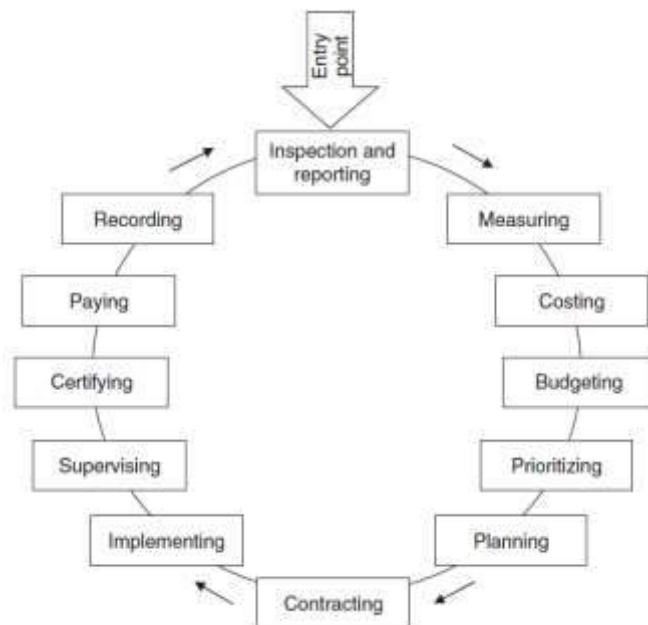 Entry
point
Inspection and
reporting
Recording
Measuring
Paying
Costing
Certifying
Budgeting
Supervising
Prioritizing
Implementing
Planning
Contracting